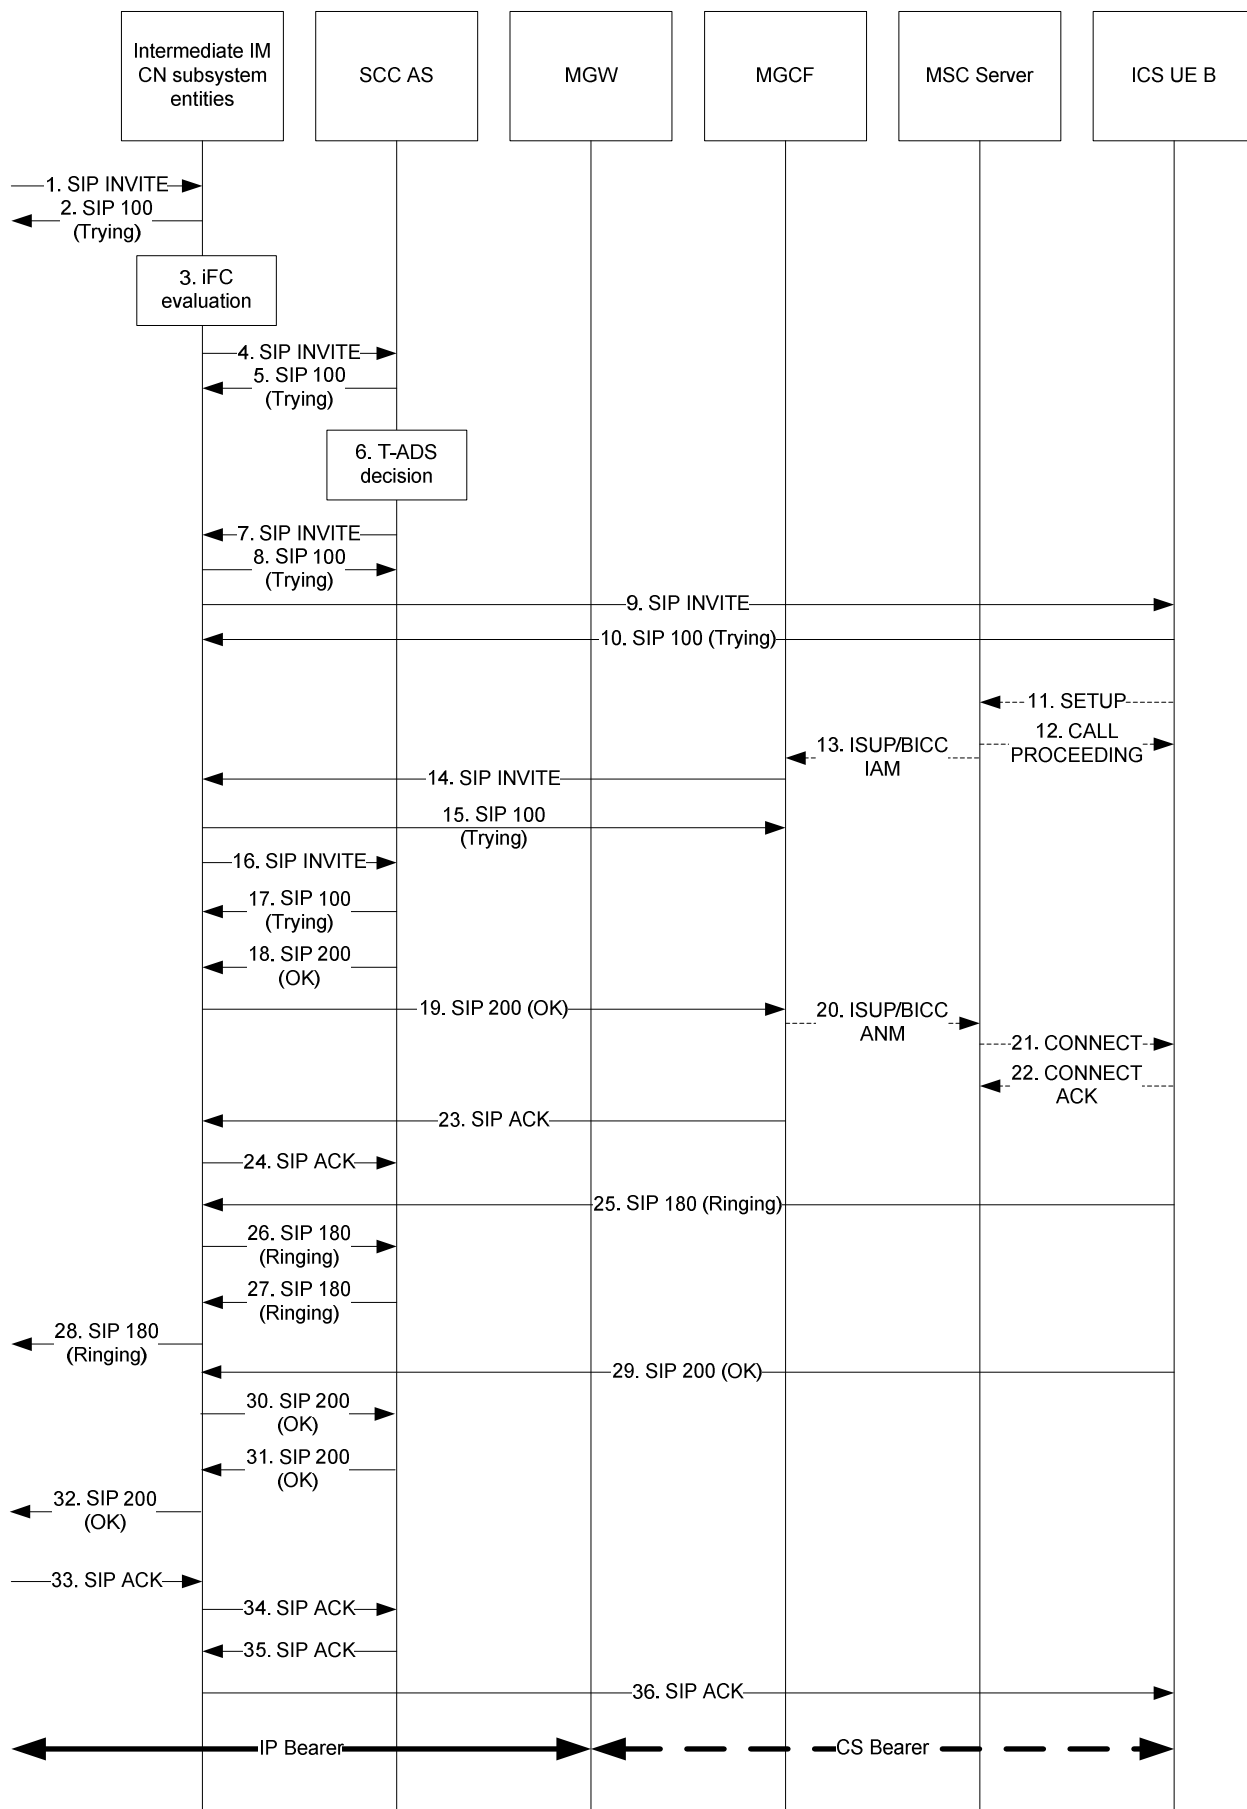 Intermediate IM
CN subsystem
entities
SCC AS
MGW
MGCF
MSC Server
ICS UE B
1. SIP INVITE
2. SIP 100
(Trying)
3. iFC
evaluation
4. SIP INVITE
5. SIP 100
(Trying)
6. T-ADS
decision
7. SIP INVITE
8. SIP 100
(Trying)
9. SIP INVITE
10. SIP 100 (Trying)
11. SETUP
12. CALL
PROCEEDING
13. ISUP/BICC
IAM
14. SIP INVITE
15. SIP 100
(Trying)
16. SIP INVITE
17. SIP 100
(Trying)
18. SIP 200
(OK)
19. SIP 200 (OK)
20. ISUP/BICC
ANM
21. CONNECT
22. CONNECT
ACK
23. SIP ACK
24. SIP ACK
25. SIP 180 (Ringing)
26. SIP 180
(Ringing)
27. SIP 180
(Ringing)
28. SIP 180
(Ringing)
29. SIP 200 (OK)
30. SIP 200
(OK)
31. SIP 200
(OK)
32. SIP 200
(OK)
33. SIP ACK
34. SIP ACK
35. SIP ACK
36. SIP ACK
IP Bearer
CS Bearer